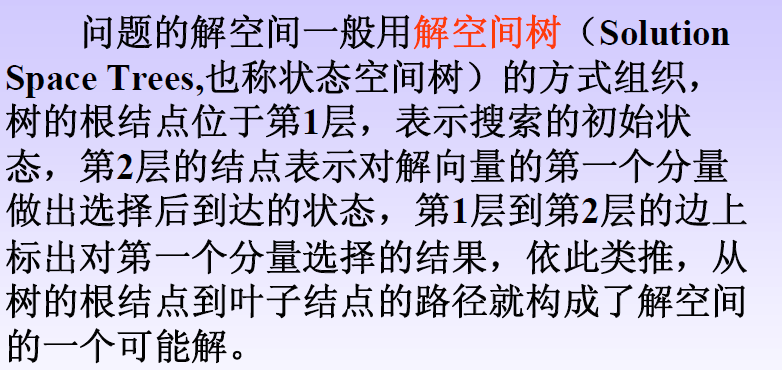 问题的解空间一般用解空间树（Solution
Space Trees,也称状态空间树）的方式组织，
树的根结点位于第1层，表示搜索的初始状
态，第2层的结点表示对解向量的第一个分量
做出选择后到达的状态，第1层到第2层的边上
标出对第一个分量选择的结果，依此类推，从
树的根结点到叶子结点的路径就构成了解空间
的一个可能解。